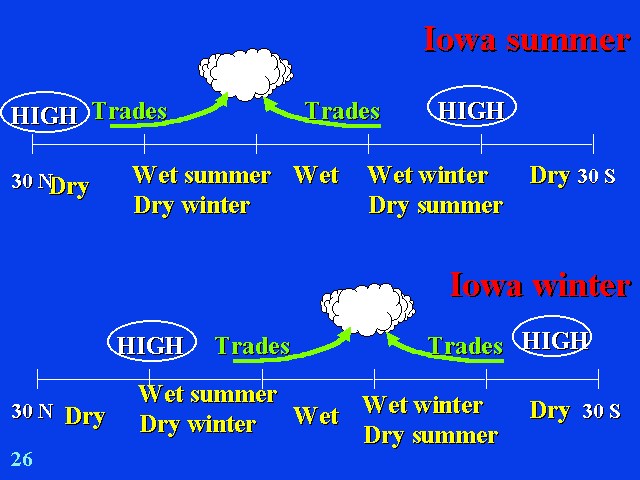 Iowa summer
HIGH Trades Trades HIGH
30 N Dry Wet summer Wet Wet winter Dry 30 S
Dry winter Dry summer
Iowa winter
HIGH Trades Trades HIGH
30 N Dry Wet summer Wet Wet winter Dry 30 S
Dry winter Dry summer
26